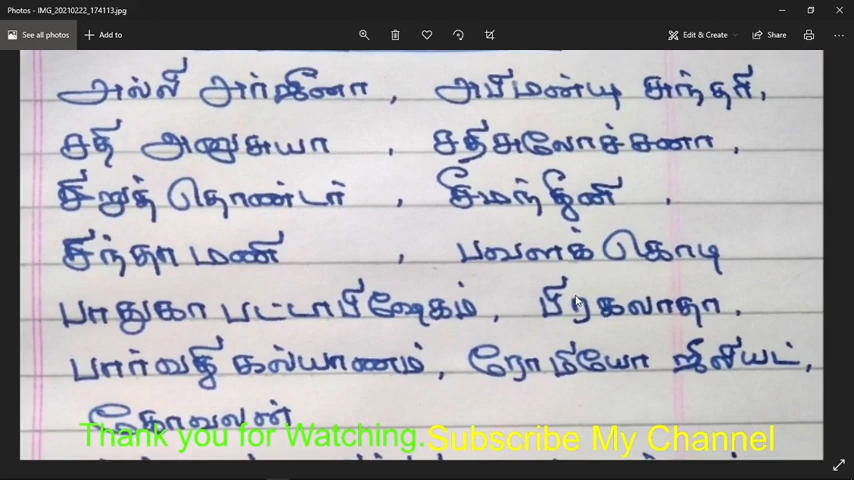 Photos - IMG_20210222_174113.jpg
See all photos + Add to Edit & Create Share
அல்லி அர்ஜினா , அபிமன்யு சுந்தரி,
சதி அனுசுயா , சதிசுலோச்சனா ,
சிறுத் தொண்டர் , சீமந்தினி ,
சிந்தாமணி , பவளக் கொடி
பாதுகா பட்டாபிஷேகம் , பிரகலாதா .
பார்வதி கல்யாணம் , ரோமியோ ஜூலியட் ,
கோவலன்
Thank you for Watching. Subscribe My Channel